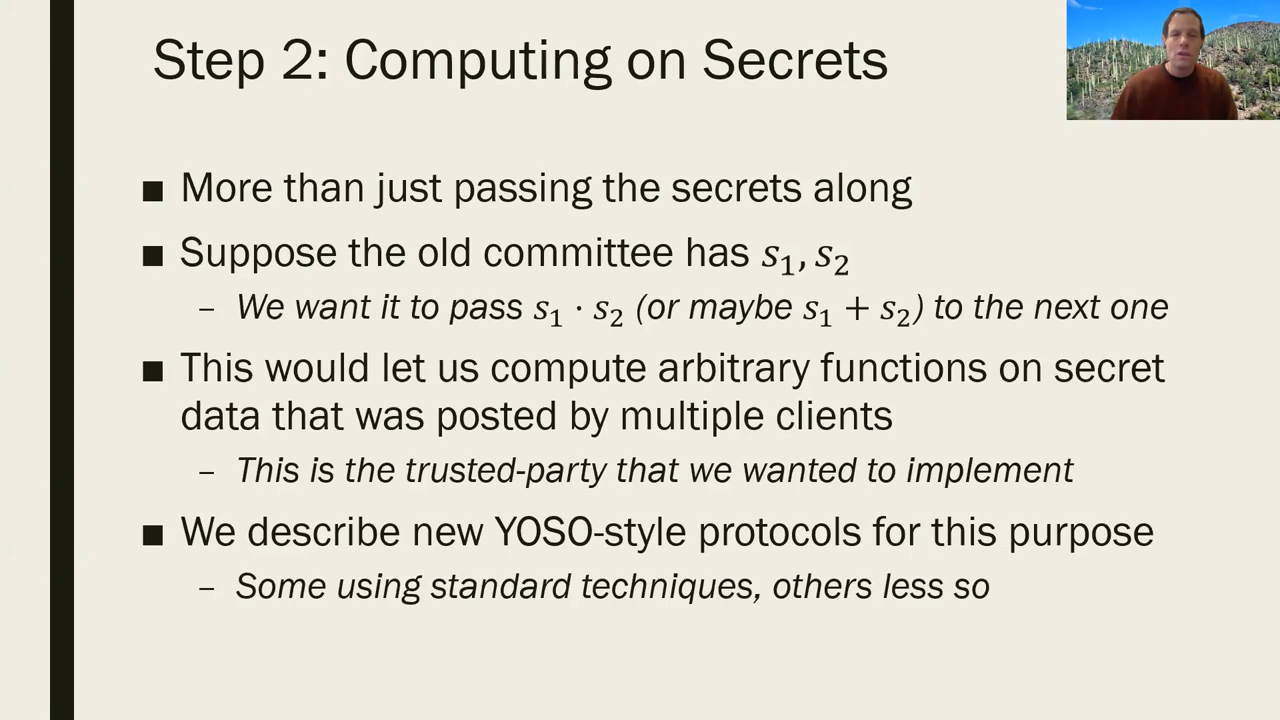 Step 2: Computing on Secrets
■ More than just passing the secrets along
■ Suppose the old committee has s₁, s₂
– We want it to pass s₁ · s₂ (or maybe s₁ + s₂) to the next one
■ This would let us compute arbitrary functions on secret
data that was posted by multiple clients
– This is the trusted-party that we wanted to implement
■ We describe new YOSO-style protocols for this purpose
– Some using standard techniques, others less so